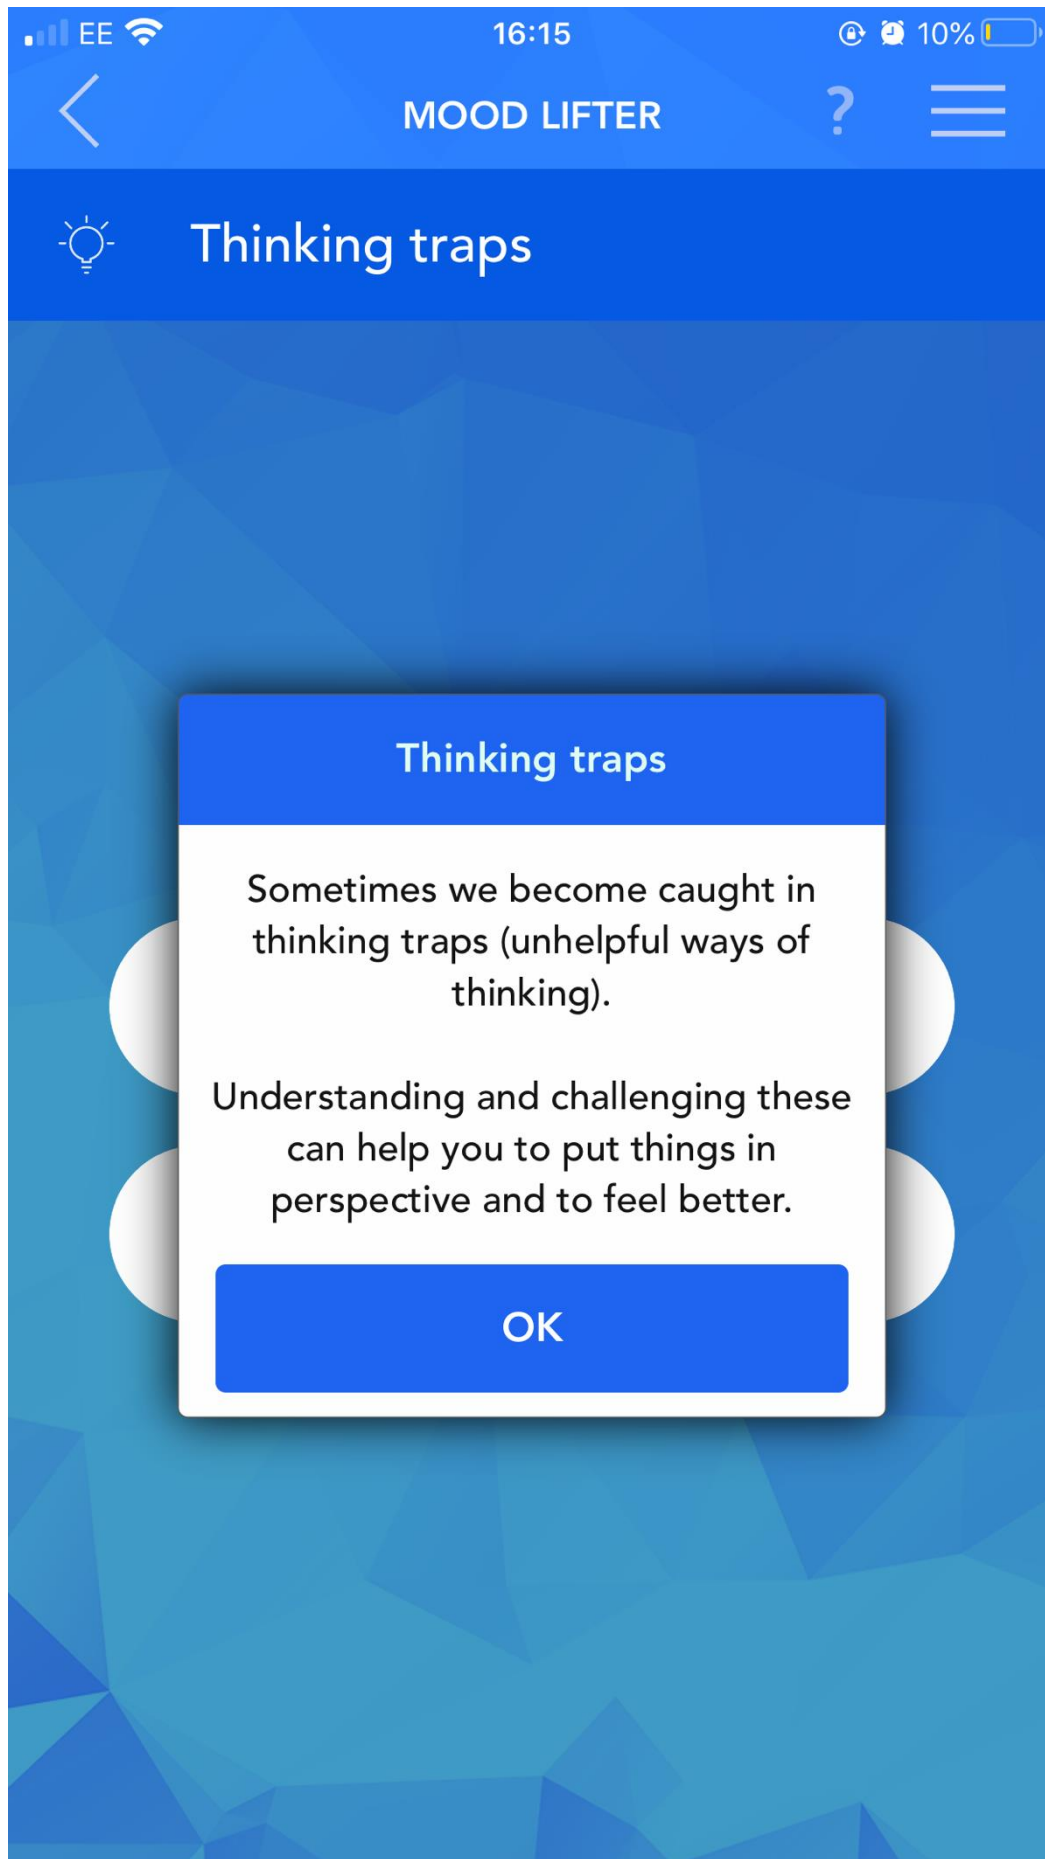 EE 16:15 10%
MOOD LIFTER ?
Thinking traps
Thinking traps
Sometimes we become caught in
thinking traps (unhelpful ways of
thinking).
Understanding and challenging these
can help you to put things in
perspective and to feel better.
OK